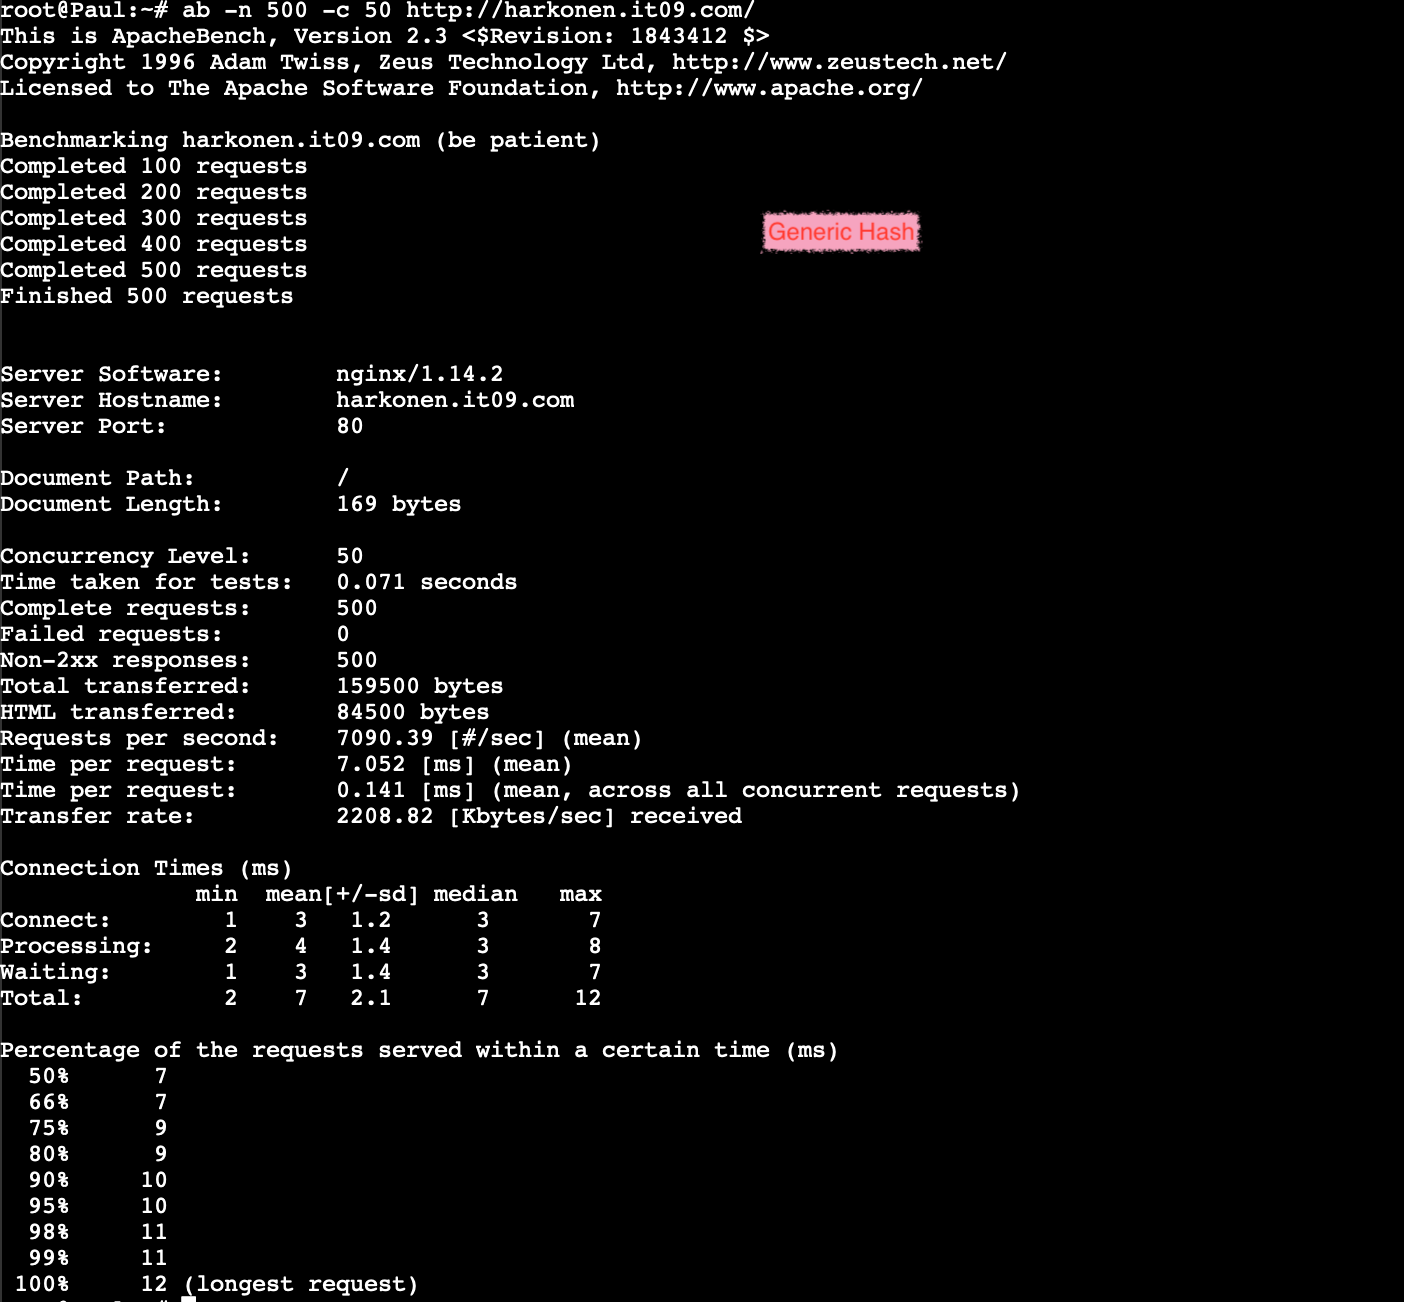 root@Paul:~# ab -n 500 -c 50 http://harkonen.it09.com/
This is ApacheBench, Version 2.3 <$Revision: 1843412 $>
Copyright 1996 Adam Twiss, Zeus Technology Ltd, http://www.zeustech.net/
Licensed to The Apache Software Foundation, http://www.apache.org/

Benchmarking harkonen.it09.com (be patient)
Completed 100 requests
Completed 200 requests
Completed 300 requests
Generic Hash
Completed 400 requests
Completed 500 requests
Finished 500 requests

Server Software:        nginx/1.14.2
Server Hostname:        harkonen.it09.com
Server Port:            80

Document Path:          /
Document Length:        169 bytes

Concurrency Level:      50
Time taken for tests:   0.071 seconds
Complete requests:      500
Failed requests:        0
Non-2xx responses:      500
Total transferred:      159500 bytes
HTML transferred:       84500 bytes
Requests per second:    7090.39 [#/sec] (mean)
Time per request:       7.052 [ms] (mean)
Time per request:       0.141 [ms] (mean, across all concurrent requests)
Transfer rate:          2208.82 [Kbytes/sec] received

Connection Times (ms)
              min  mean[+/-sd] median   max
Connect:        1    3   1.2      3       7
Processing:     2    4   1.4      3       8
Waiting:        1    3   1.4      3       7
Total:          2    7   2.1      7      12

Percentage of the requests served within a certain time (ms)
  50%      7
  66%      7
  75%      9
  80%      9
  90%     10
  95%     10
  98%     11
  99%     11
 100%     12 (longest request)